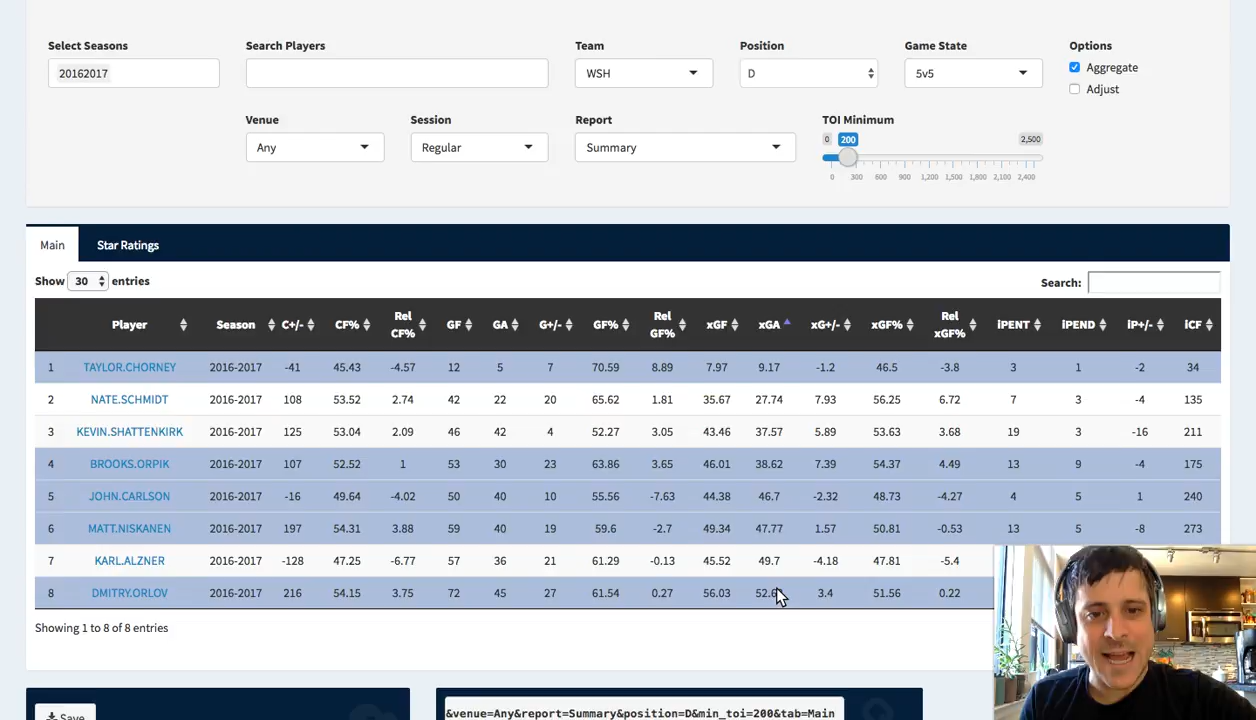 Select Seasons Search Players Team Position Game State Options
20162017 WSH D 5v5 Aggregate
Adjust
Venue Session Report TOI Minimum
0 200 2,500
Any Regular Summary
0 300 600 900 1,200 1,500 1,800 2,100 2,400
Main Star Ratings
Show 30 entries Search:
Player Season C+/- CF% Rel CF% GF GA G+/- GF% Rel GF% xGF xGA xG+/- xGF% Rel xGF% iPENT iPEND iP+/- iCF
1 TAYLOR.CHORNEY 2016-2017 -41 45.43 -4.57 12 5 7 70.59 8.89 7.97 9.17 -1.2 46.5 -3.8 3 1 -2 34
2 NATE.SCHMIDT 2016-2017 108 53.52 2.74 42 22 20 65.62 1.81 35.67 27.74 7.93 56.25 6.72 7 3 -4 135
3 KEVIN.SHATTENKIRK 2016-2017 125 53.04 2.09 46 42 4 52.27 3.05 43.46 37.57 5.89 53.63 3.68 19 3 -16 211
4 BROOKS.ORPIK 2016-2017 107 52.52 1 53 30 23 63.86 3.65 46.01 38.62 7.39 54.37 4.49 13 9 -4 175
5 JOHN.CARLSON 2016-2017 -16 49.64 -4.02 50 40 10 55.56 -7.63 44.38 46.7 -2.32 48.73 -4.27 4 5 1 240
6 MATT.NISKANEN 2016-2017 197 54.31 3.88 59 40 19 59.6 -2.7 49.34 47.77 1.57 50.81 -0.53 13 5 -8 273
7 KARL.ALZNER 2016-2017 -128 47.25 -6.77 57 36 21 61.29 -0.13 45.52 49.7 -4.18 47.81 -5.4
8 DMITRY.ORLOV 2016-2017 216 54.15 3.75 72 45 27 61.54 0.27 56.03 3.4 51.56 0.22
Showing 1 to 8 of 8 entries
Save &venue=Any&report=Summary&position=D&min_toi=200&tab=Main